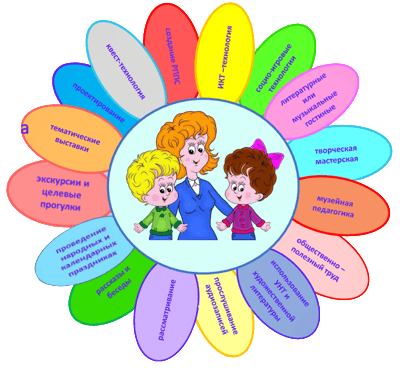 создание РППС
ИКТ –технология
социо-игровые
технологии
литературные
или
музыкальные
гостиные
творческая
мастерская
музейная
педагогика
общественно –
полезный труд
использование
УНТ и
художественной
литературы
прослушивание
аудиозаписей
рассматривание
рассказы и
беседы
проведение
народных и
календарных
праздниках
экскурсии и
целевые
прогулки
тематические
выставки
а
проектирование
квест-технология